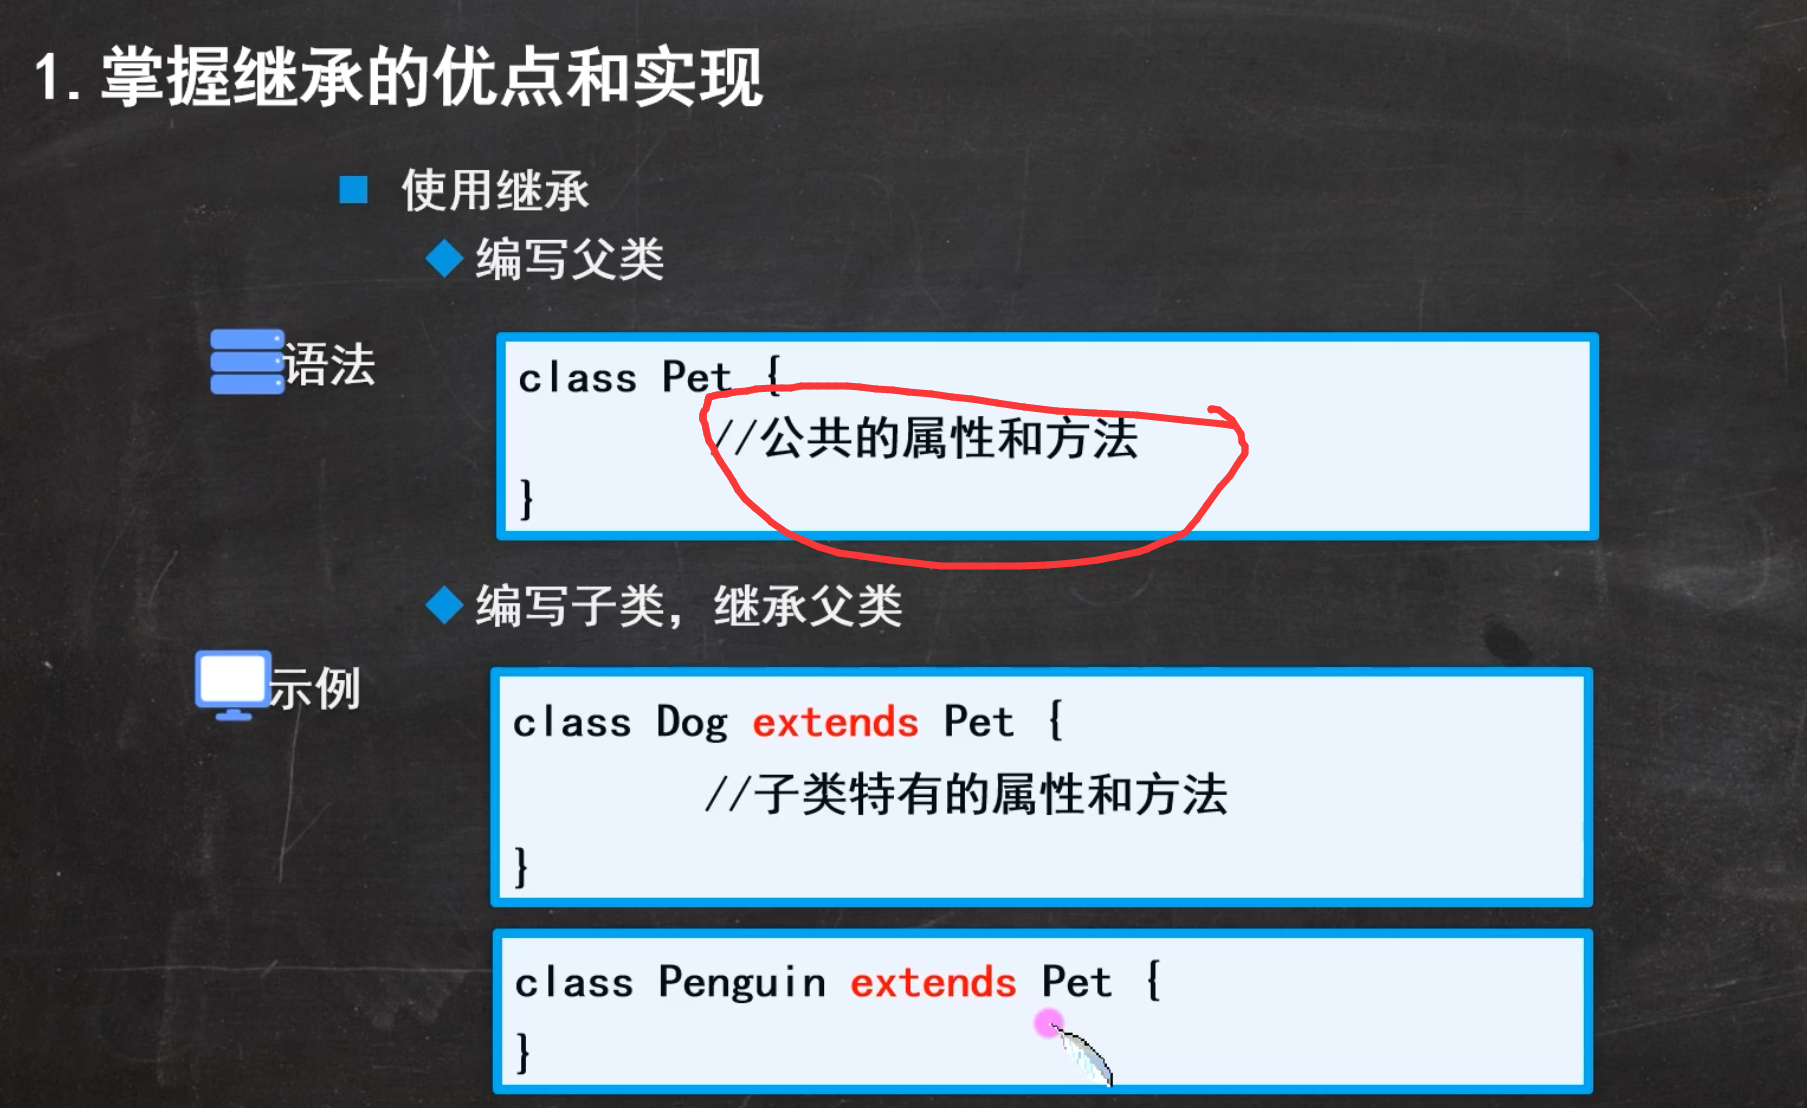 1.掌握继承的优点和实现
使用继承
编写父类
语法
class Pet {
//公共的属性和方法
}
编写子类，继承父类
示例
class Dog extends Pet {
//子类特有的属性和方法
}
class Penguin extends Pet {
}